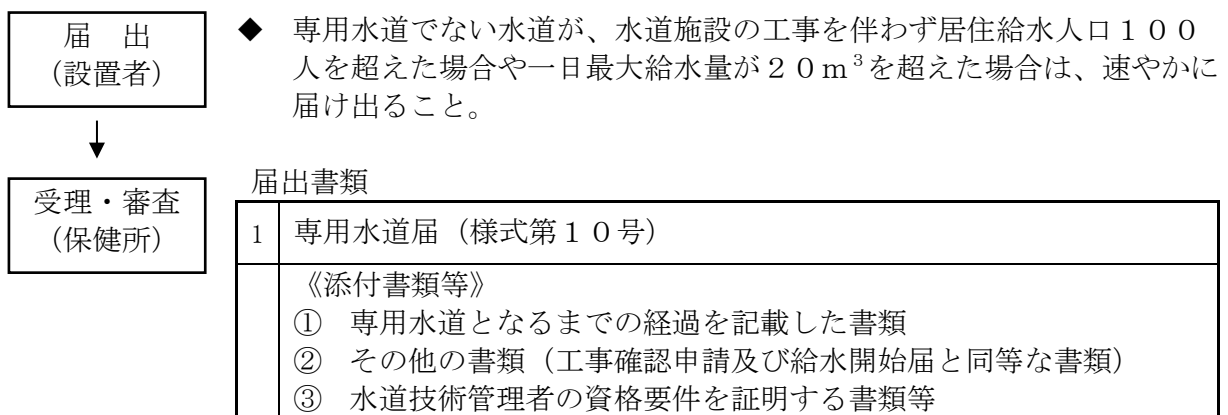 届　出
(設置者)
◆　専用水道でない水道が、水道施設の工事を伴わず居住給水人口１００
人を超えた場合や一日最大給水量が２０ｍ³を超えた場合は、速やかに
届け出ること。
受理・審査
(保健所)
届出書類
1　専用水道届（様式第１０号）
《添付書類等》
①　専用水道となるまでの経過を記載した書類
②　その他の書類（工事確認申請及び給水開始届と同等な書類）
③　水道技術管理者の資格要件を証明する書類等